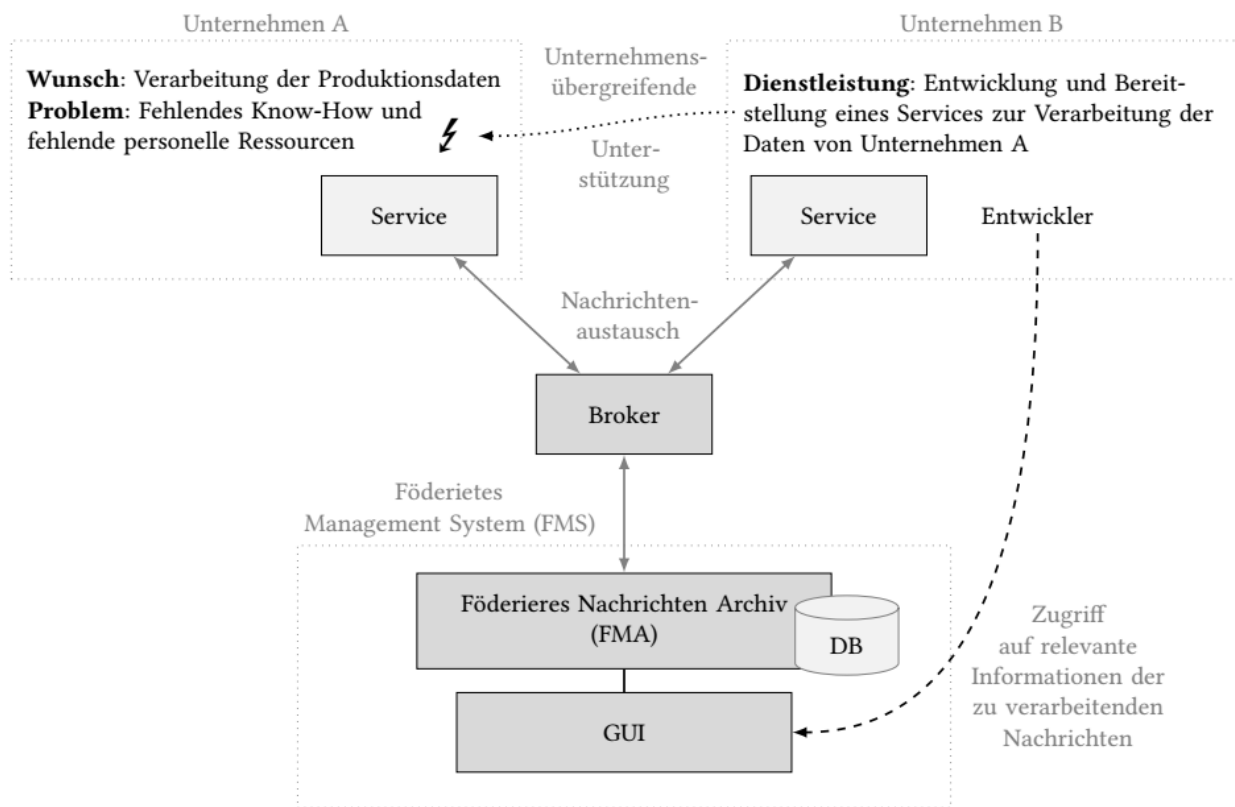 Unternehmen A
Unternehmen B
Wunsch: Verarbeitung der Produktionsdaten
Problem: Fehlendes Know-How und
fehlende personelle Ressourcen
Unternehmens-
übergreifende
Unter-
stützung
Dienstleistung: Entwicklung und Bereit-
stellung eines Services zur Verarbeitung der
Daten von Unternehmen A
Service
Service
Entwickler
Nachrichten-
austausch
Broker
Föderietes
Management System (FMS)
Föderieres Nachrichten Archiv
(FMA)
DB
GUI
Zugriff
auf relevante
Informationen der
zu verarbeitenden
Nachrichten